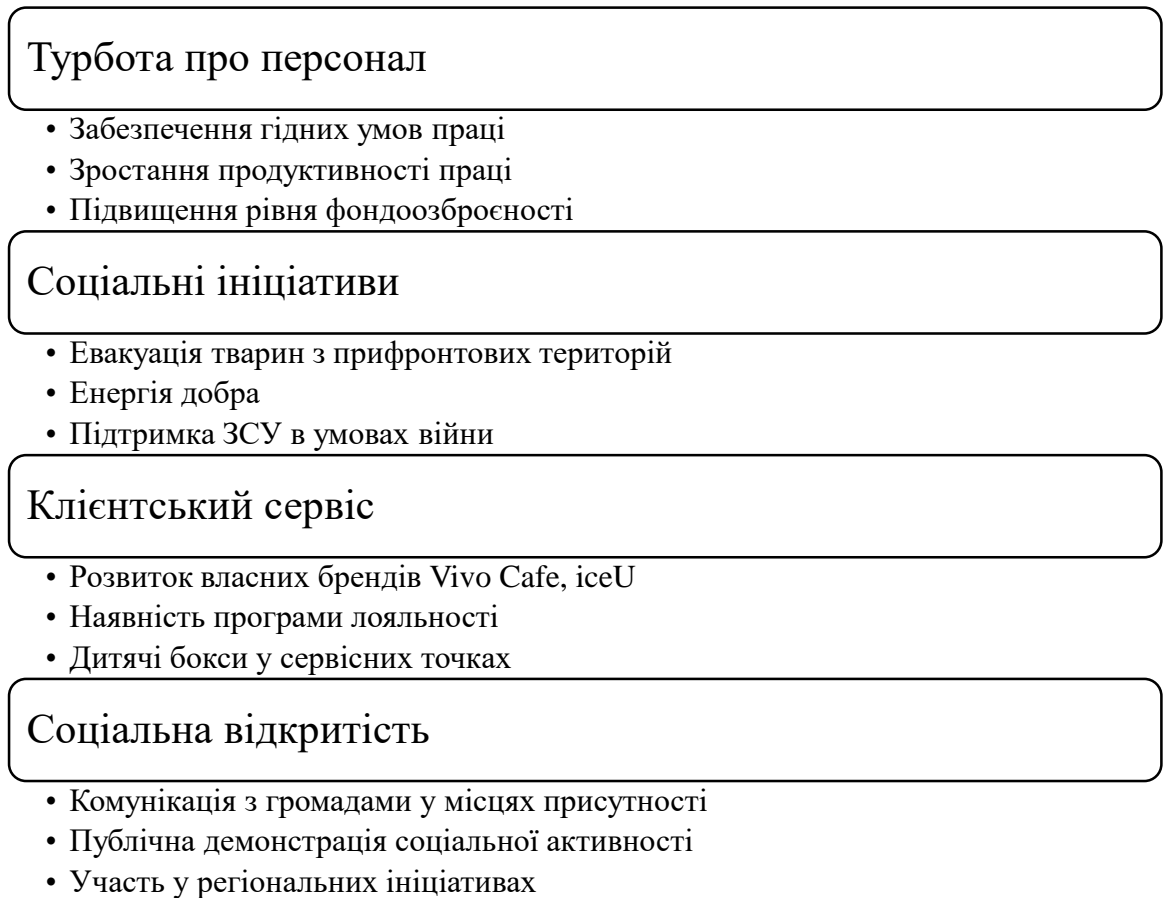 Турбота про персонал
• Забезпечення гідних умов праці
• Зростання продуктивності праці
• Підвищення рівня фондоозброєності
Соціальні ініціативи
• Евакуація тварин з прифронтових територій
• Енергія добра
• Підтримка ЗСУ в умовах війни
Клієнтський сервіс
• Розвиток власних брендів Vivo Cafe, iceU
• Наявність програми лояльності
• Дитячі бокси у сервісних точках
Соціальна відкритість
• Комунікація з громадами у місцях присутності
• Публічна демонстрація соціальної активності
• Участь у регіональних ініціативах